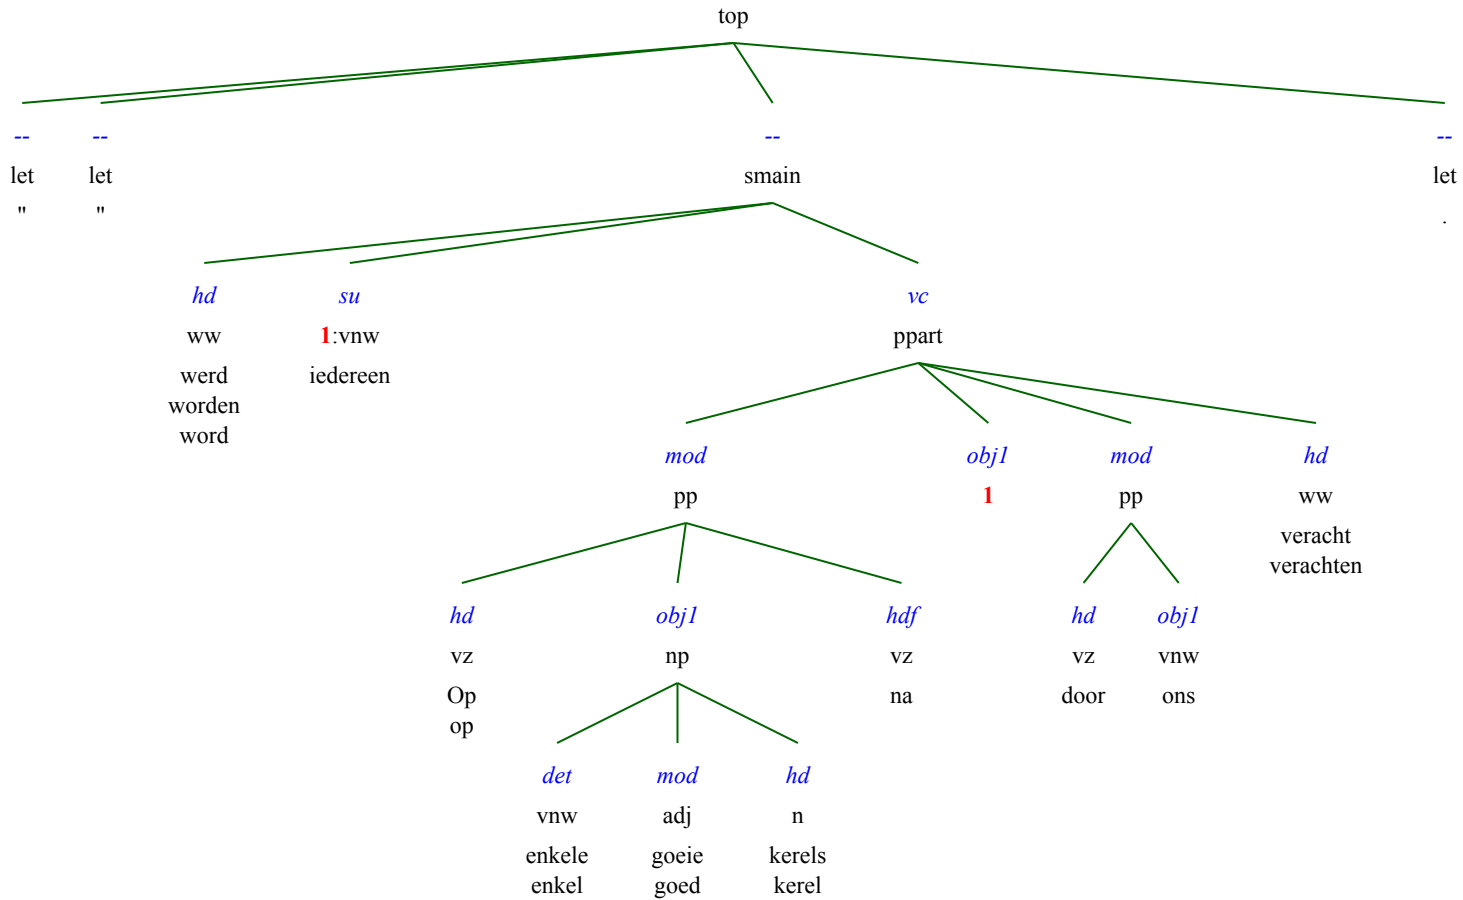 top
-- -- -- --
let let smain let
" " .
hd su vc
ww 1:vnw ppart
werd iedereen
worden
word
mod obj1 mod hd
pp 1 pp ww
veracht
verachten
hd obj1 hdf hd obj1
vz np vz vz vnw
Op na door ons
op
det mod hd
vnw adj n
enkele goeie kerels
enkel goed kerel